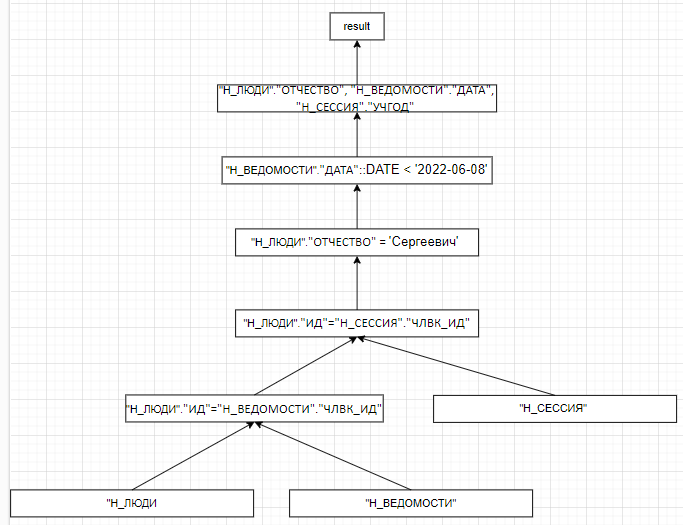 result
"Н_ЛЮДИ"."ОТЧЕСТВО", "Н_ВЕДОМОСТИ"."ДАТА",
"Н_СЕССИЯ"."УЧГОД"
"Н_ВЕДОМОСТИ"."ДАТА"::DATE < '2022-06-08'
"Н_ЛЮДИ"."ОТЧЕСТВО" = 'Сергеевич'
"Н_ЛЮДИ"."ИД"="Н_СЕССИЯ"."ЧЛВК_ИД"
"Н_ЛЮДИ"."ИД"="Н_ВЕДОМОСТИ"."ЧЛВК_ИД"
"Н_СЕССИЯ"
"Н_ЛЮДИ
"Н_ВЕДОМОСТИ"